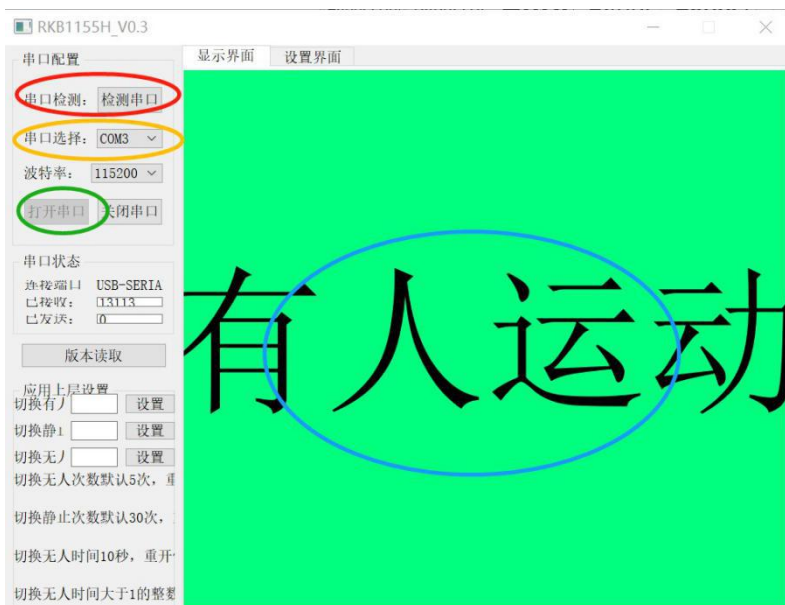 RKB1155H_V0.3
串口配置
显示界面
设置界面
串口检测：
检测串口
串口选择：
COM3
波特率：
115200
打开串口
关闭串口
有人运动
串口状态
连接端口
USB-SERIA
已接收：
13113
已发送：
0
版本读取
应用上层设置
切换有
设置
切换静
设置
切换无
设置
切换无人次数默认5次，重
切换静止次数默认30次，
切换无人时间10秒，重开
切换无人时间大于1的整数